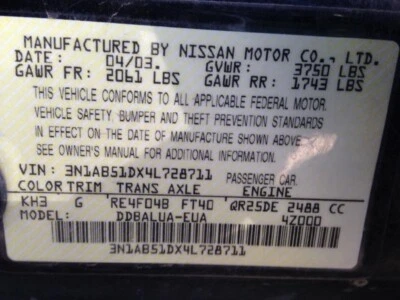 MANUFACTURED BY NISSAN MOTOR CO., LTD.
DATE: 04/03. GVWR: 3750 LBS
GAWR FR: 2061 LBS GAWR RR: 1743 LBS
THIS VEHICLE CONFORMS TO ALL APPLICABLE FEDERAL MOTOR
VEHICLE SAFETY, BUMPER AND THEFT PREVENTION STANDARDS
IN EFFECT ON THE DATE OF MANUFACTURE SHOWN ABOVE.
SEE OWNER'S MANUAL FOR ADDITIONAL INFORMATION.
VIN: 3N1AB51DX4L728711 PASSENGER CAR.
COLOR TRIM TRANS AXLE ENGINE
KH3 G RE4F04B FT40 QR25DE 2488 CC
MODEL: DDBALUA-EUA 4Z000
3N1AB51DX4L728711